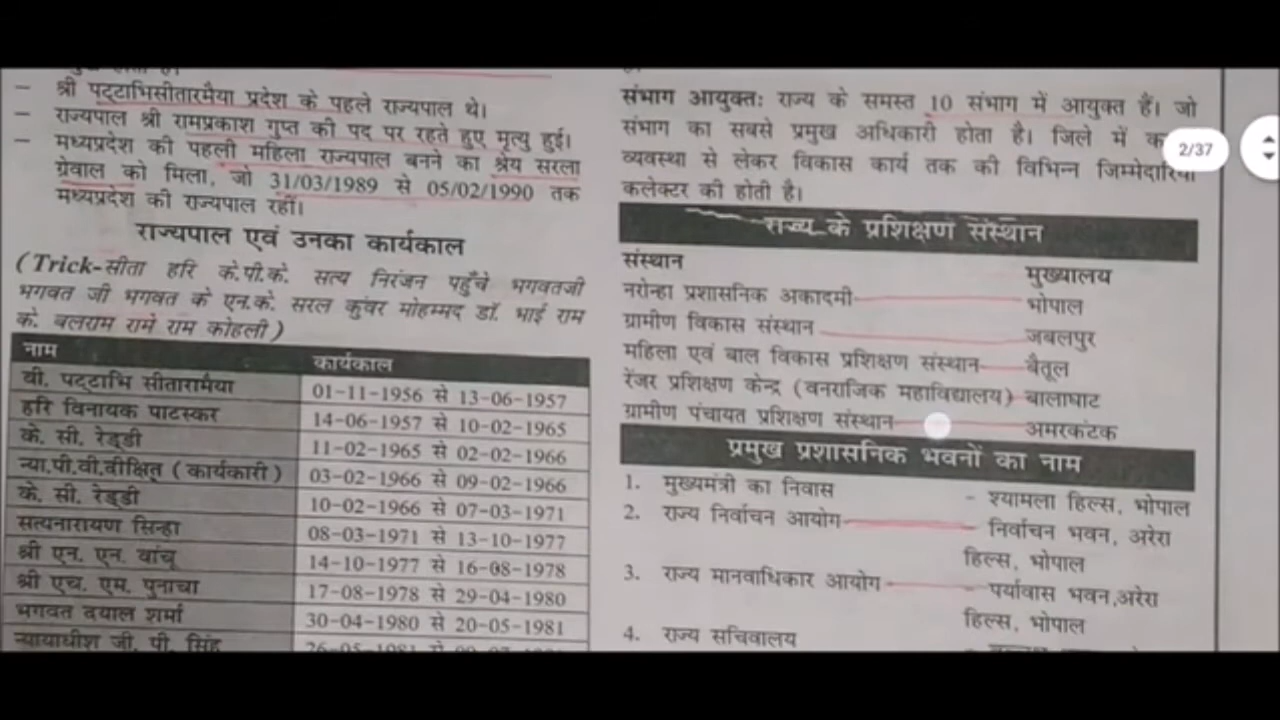 – श्री पट्टाभिसीतारमैया प्रदेश के पहले राज्यपाल थे।
– राज्यपाल श्री रामप्रकाश गुप्त की पद पर रहते हुए मृत्यु हुई।
– मध्यप्रदेश की पहली महिला राज्यपाल बनने का श्रेय सरला
ग्रेवाल को मिला, जो 31/03/1989 से 05/02/1990 तक
मध्यप्रदेश की राज्यपाल रहीं।
राज्यपाल एवं उनका कार्यकाल
(Trick-सीता हरि के.पी.के. सत्य निरंजन पहुँचे भगवतजी
भगवत जी भगवत के एन.के. सरल कुंवर मोहम्मद डॉ. भाई राम
के. बलराम रामे राम कोहली)
नाम कार्यकाल
वी. पट्टाभि सीतारामैया 01-11-1956 से 13-06-1957
हरि विनायक पाटस्कर 14-06-1957 से 10-02-1965
के. सी. रेड्डी 11-02-1965 से 02-02-1966
न्या.पी.वी.दीक्षित (कार्यकारी) 03-02-1966 से 09-02-1966
के. सी. रेड्डी 10-02-1966 से 07-03-1971
सत्यनारायण सिन्हा 08-03-1971 से 13-10-1977
श्री एन. एन. वांचू 14-10-1977 से 16-08-1978
श्री एच. एम. पुनाचा 17-08-1978 से 29-04-1980
भगवत दयाल शर्मा 30-04-1980 से 20-05-1981
न्यायाधीश जी. पी. सिंह
संभाग आयुक्त: राज्य के समस्त 10 संभाग में आयुक्त हैं। जो
संभाग का सबसे प्रमुख अधिकारी होता है। जिले में
व्यवस्था से लेकर विकास कार्य तक की विभिन्न जिम्मेदारियां
कलेक्टर की होती है।
2/37
राज्य के प्रशिक्षण संस्थान
संस्थान मुख्यालय
नरोन्हा प्रशासनिक अकादमी भोपाल
ग्रामीण विकास संस्थान जबलपुर
महिला एवं बाल विकास प्रशिक्षण संस्थान बैतूल
रेंजर प्रशिक्षण केन्द्र (वनराजिक महाविद्यालय) बालाघाट
ग्रामीण पंचायत प्रशिक्षण संस्थान अमरकंटक
प्रमुख प्रशासनिक भवनों का नाम
1. मुख्यमंत्री का निवास – श्यामला हिल्स, भोपाल
2. राज्य निर्वाचन आयोग – निर्वाचन भवन, अरेरा
हिल्स, भोपाल
3. राज्य मानवाधिकार आयोग – पर्यावास भवन,अरेरा
हिल्स, भोपाल
4. राज्य सचिवालय